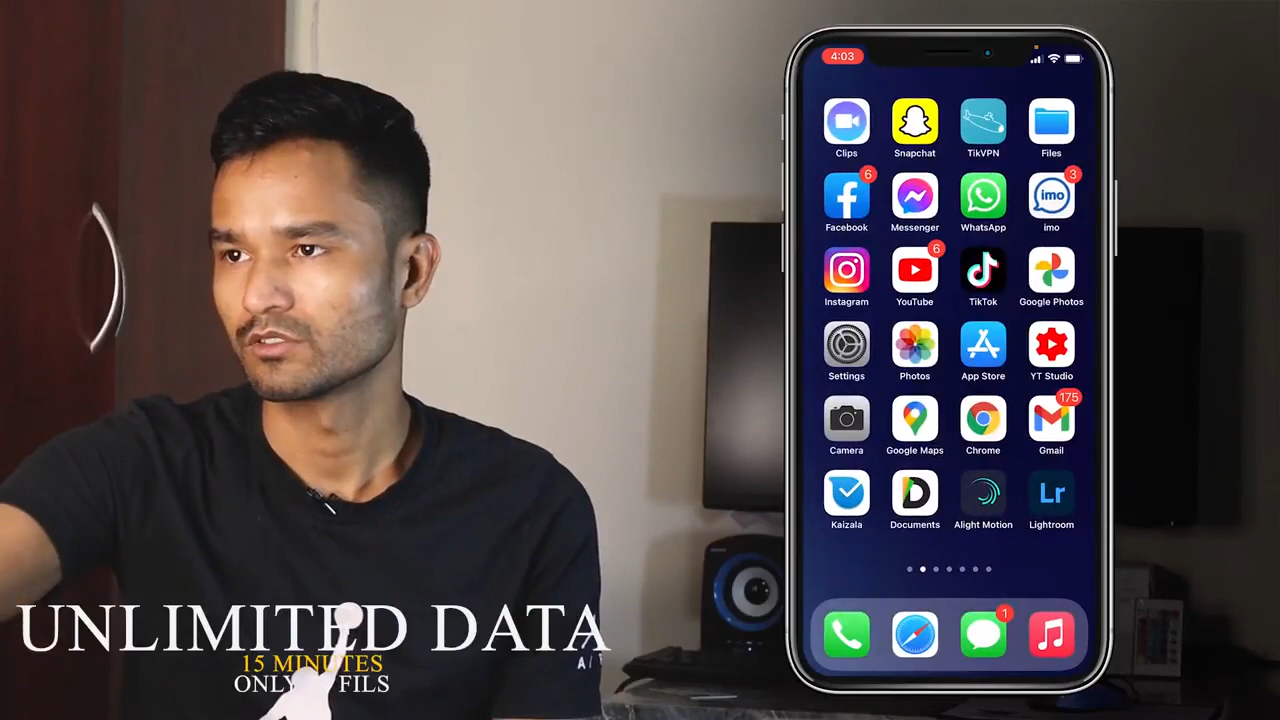 UNLIMITED DATA
15 MINUTES
ONLY FILS
4:03
Clips Snapchat TikVPN Files
6 3
imo
Facebook Messenger WhatsApp imo
6
Instagram YouTube TikTok Google Photos
Settings Photos App Store YT Studio
175
Camera Google Maps Chrome Gmail
Lr
Kaizala Documents Alight Motion Lightroom
1